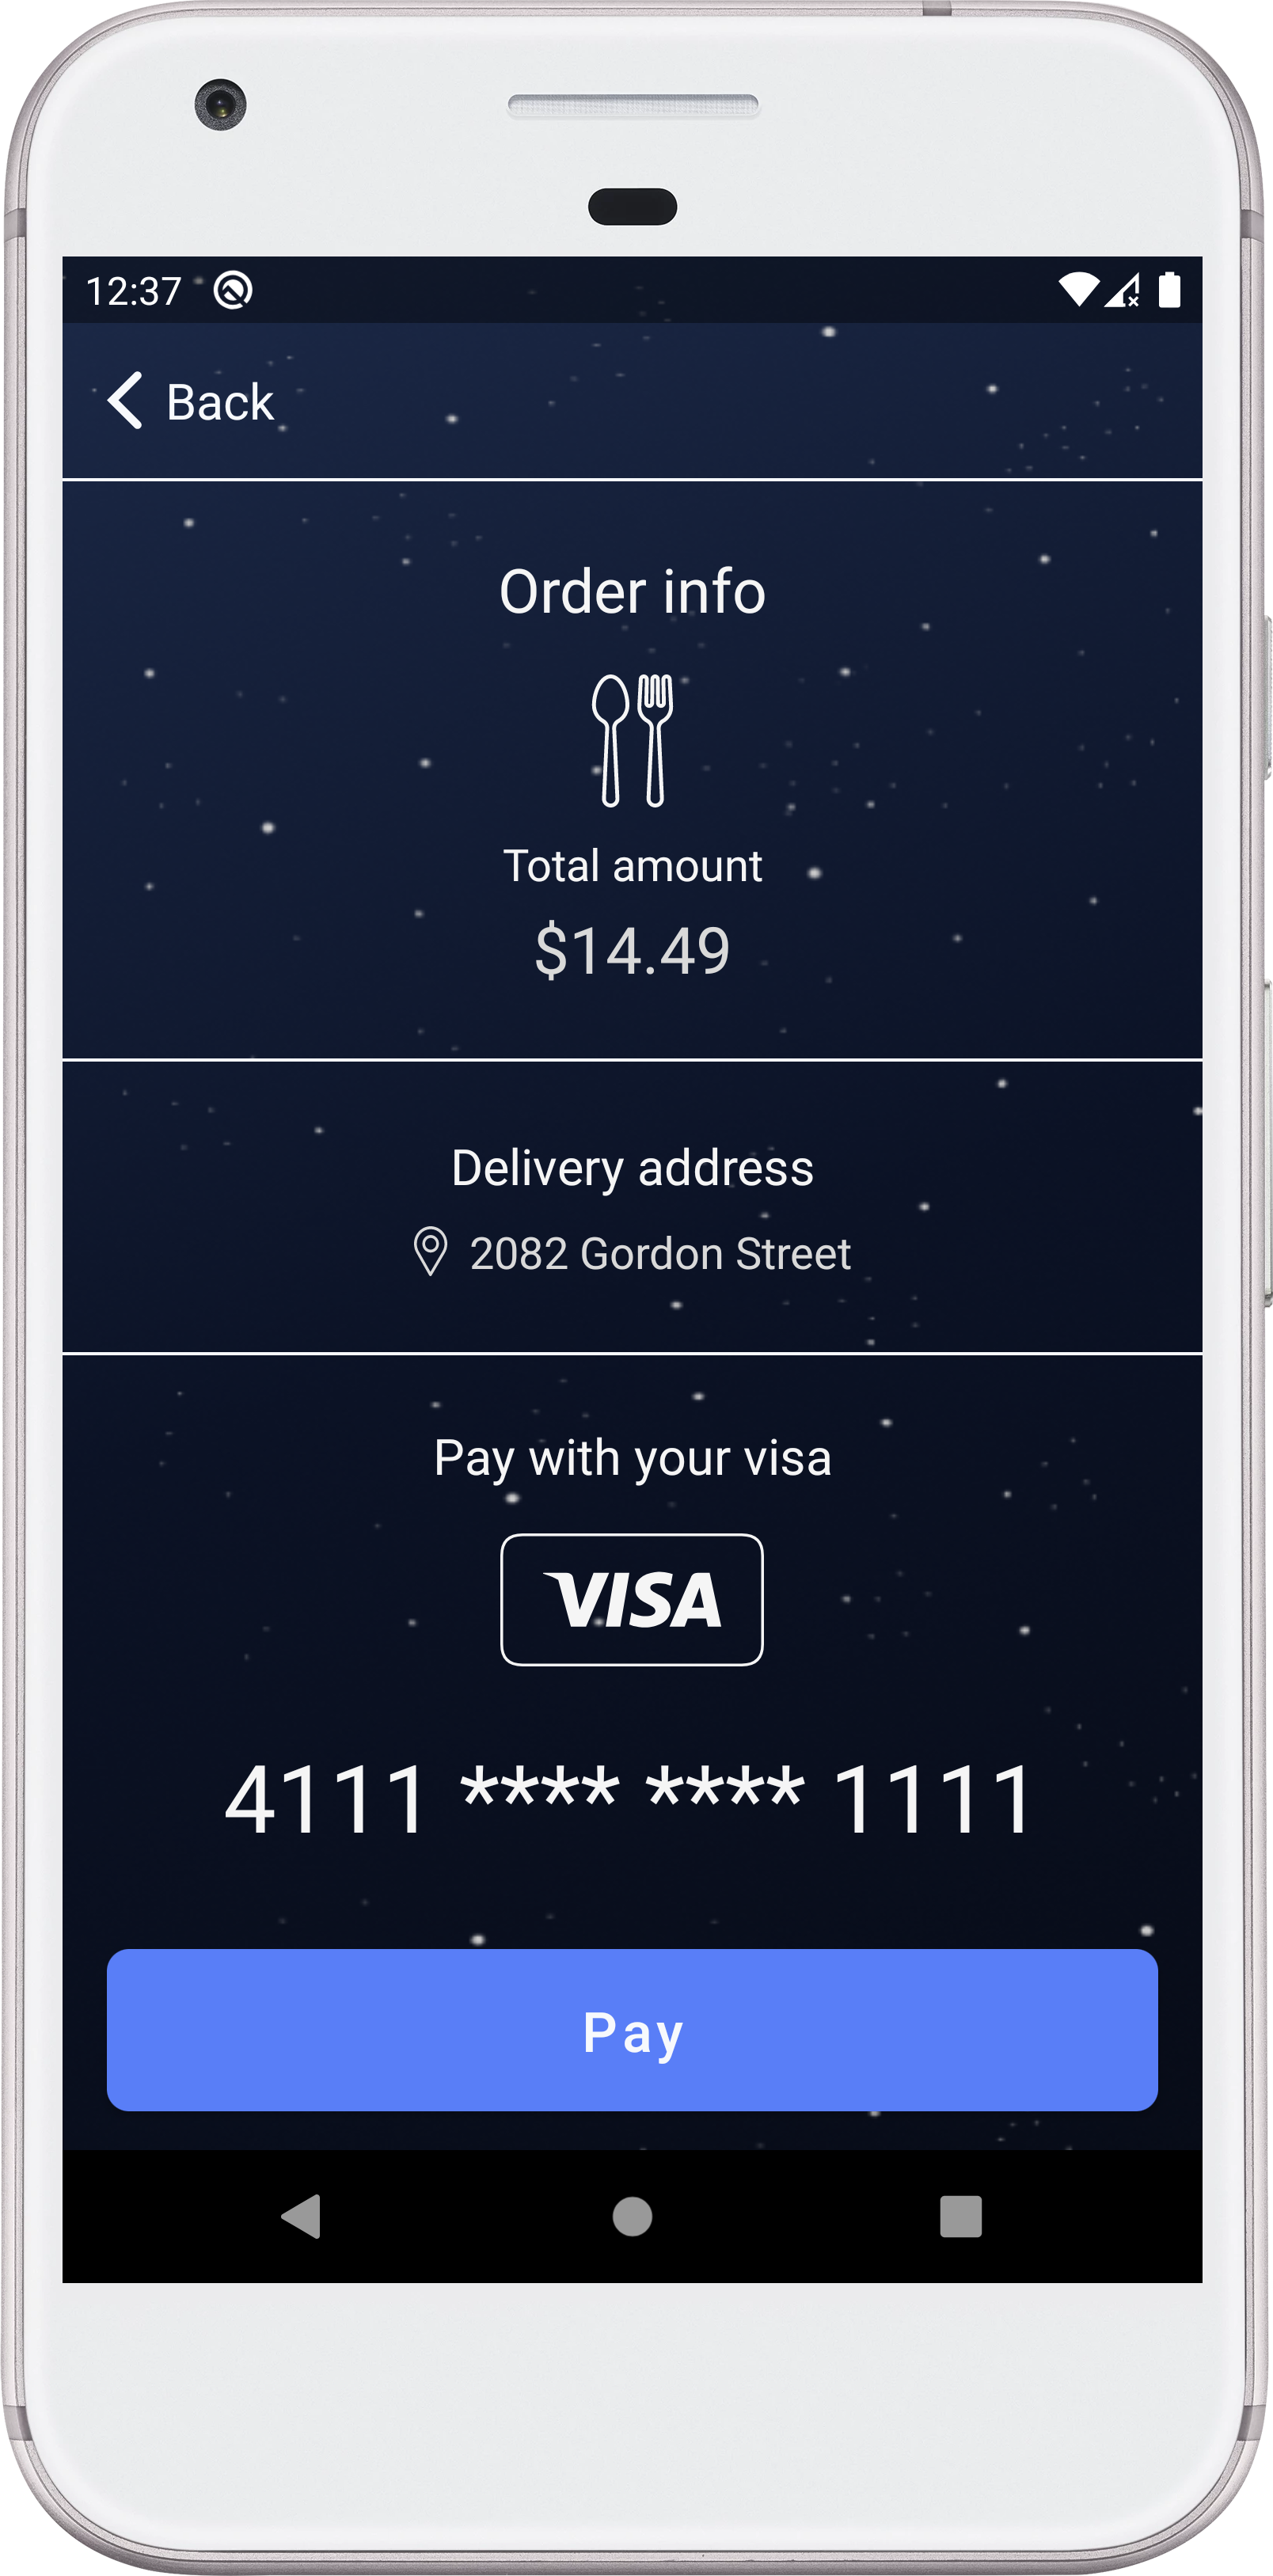 12:37
Back
Order info
Total amount
$14.49
Delivery address
2082 Gordon Street
Pay with your visa
VISA
4111 **** **** 1111
Pay